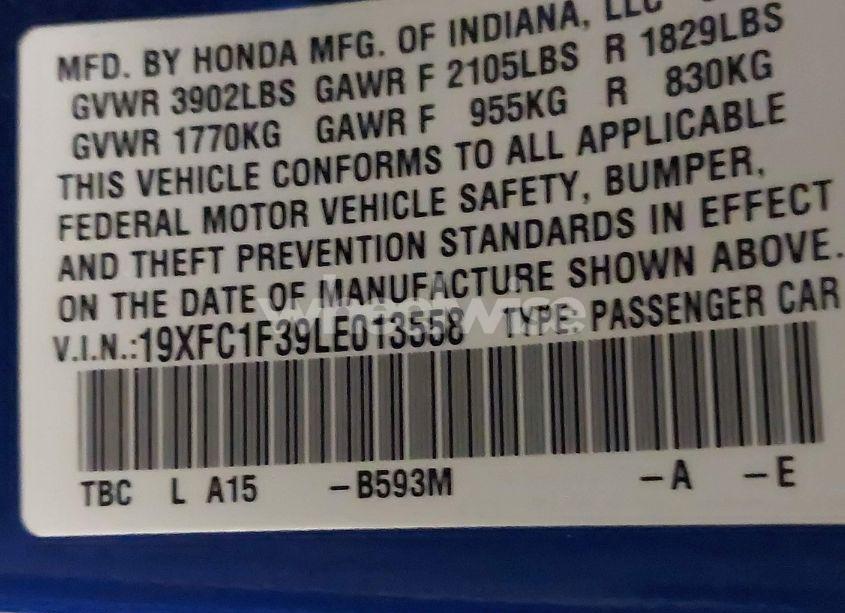 MFD. BY HONDA MFG. OF INDIANA, LLC
GVWR 3902LBS GAWR F 2105LBS R 1829LBS
GVWR 1770KG GAWR F 955KG R 830KG
THIS VEHICLE CONFORMS TO ALL APPLICABLE
FEDERAL MOTOR VEHICLE SAFETY, BUMPER,
AND THEFT PREVENTION STANDARDS IN EFFECT
ON THE DATE OF MANUFACTURE SHOWN ABOVE.
wheelwise
V.I.N.:19XFC1F39LE013558 TYPE: PASSENGER CAR
TBC L A15 -B593M -A -E